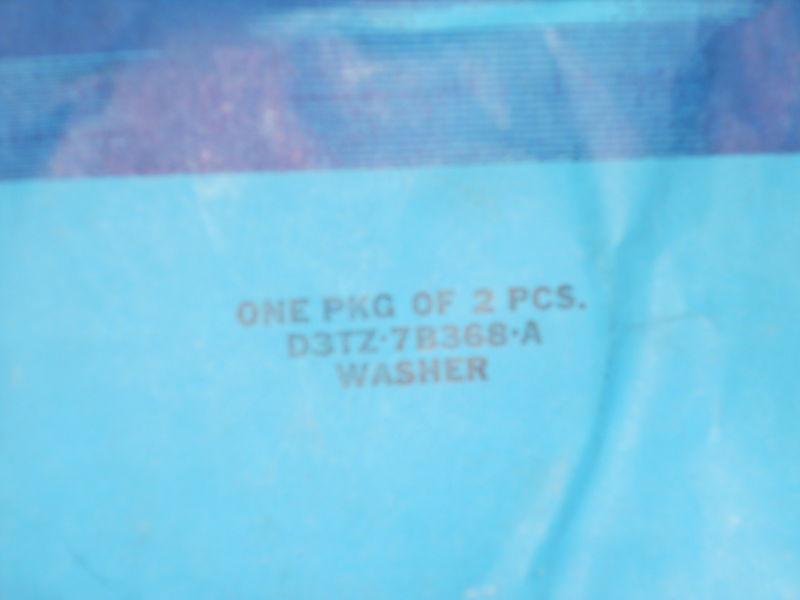 ONE PKG OF 2 PCS.
D3TZ·7B368·A
WASHER